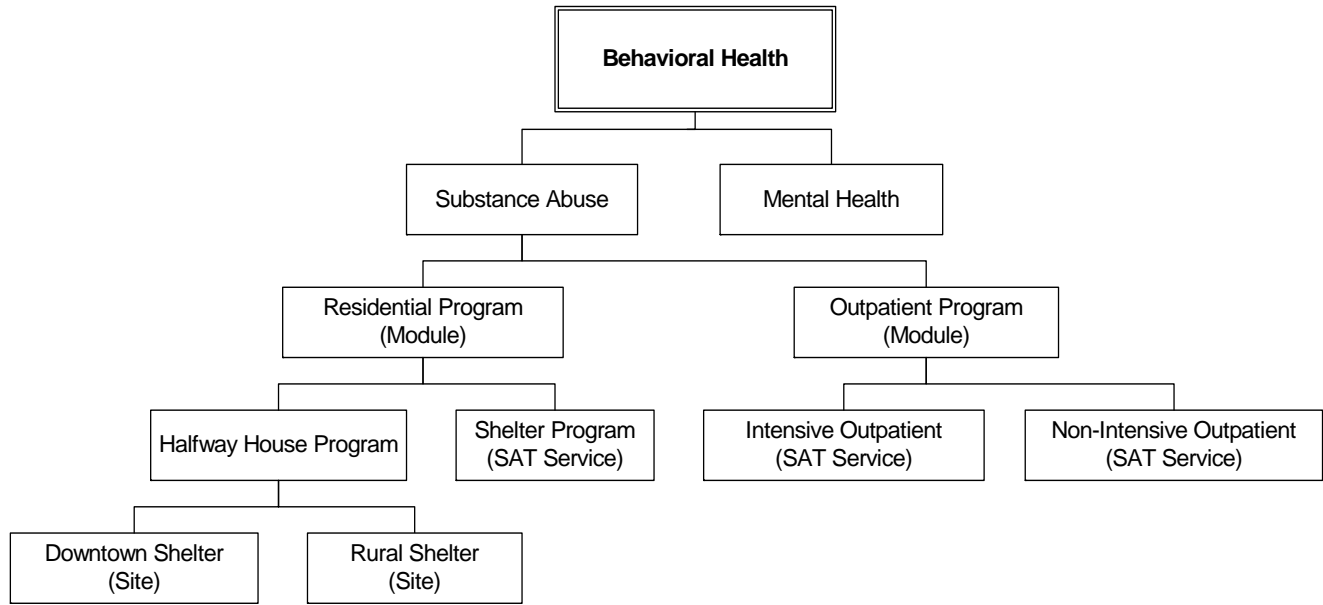 Behavioral Health
Substance Abuse
Mental Health
Residential Program
(Module)
Outpatient Program
(Module)
Halfway House Program
Shelter Program
(SAT Service)
Intensive Outpatient
(SAT Service)
Non-Intensive Outpatient
(SAT Service)
Downtown Shelter
(Site)
Rural Shelter
(Site)